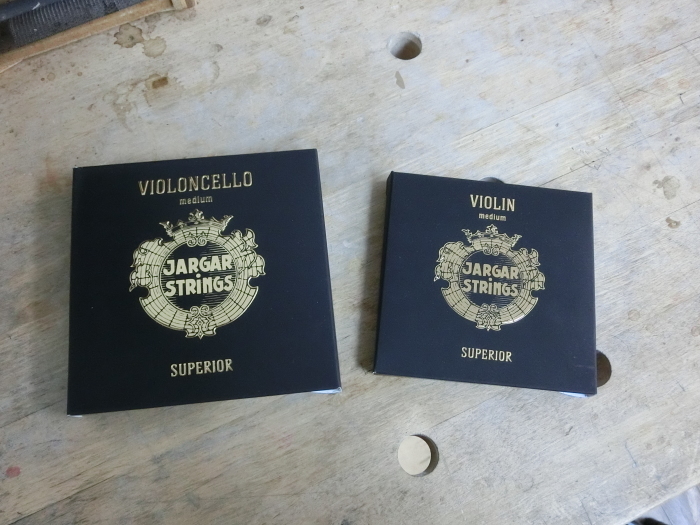 VIOLONCELLO
medium
JARGAR
STRINGS
SUPERIOR
VIOLIN
medium
JARGAR
STRINGS
SUPERIOR